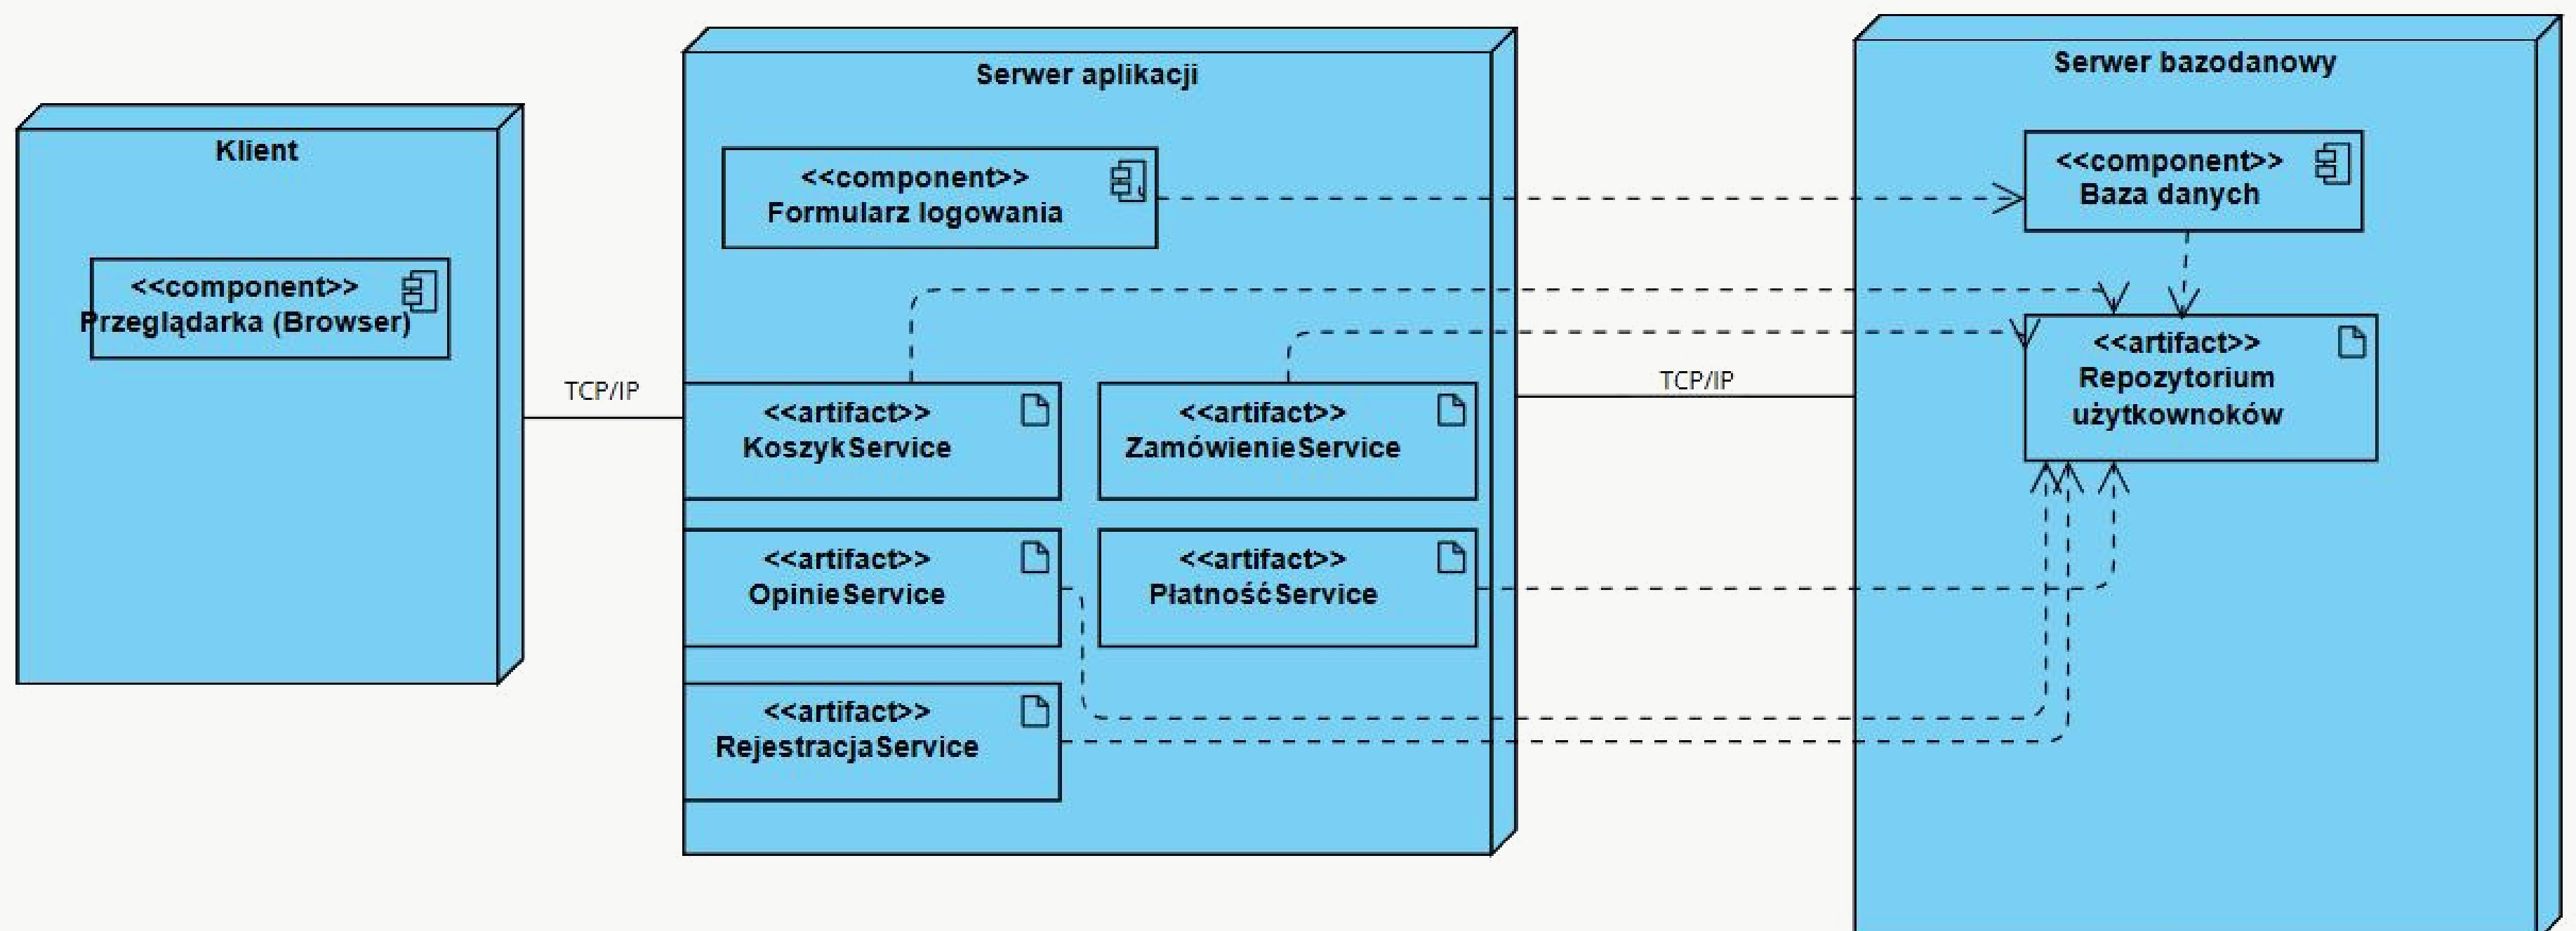 Klient
<<component>>
Przeglądarka (Browser)
TCP/IP
Serwer aplikacji
<<component>>
Formularz logowania
<<artifact>>
KoszykService
<<artifact>>
ZamówienieService
<<artifact>>
OpinieService
<<artifact>>
PłatnośćService
<<artifact>>
RejestracjaService
TCP/IP
Serwer bazodanowy
<<component>>
Baza danych
<<artifact>>
Repozytorium
użytkownoków